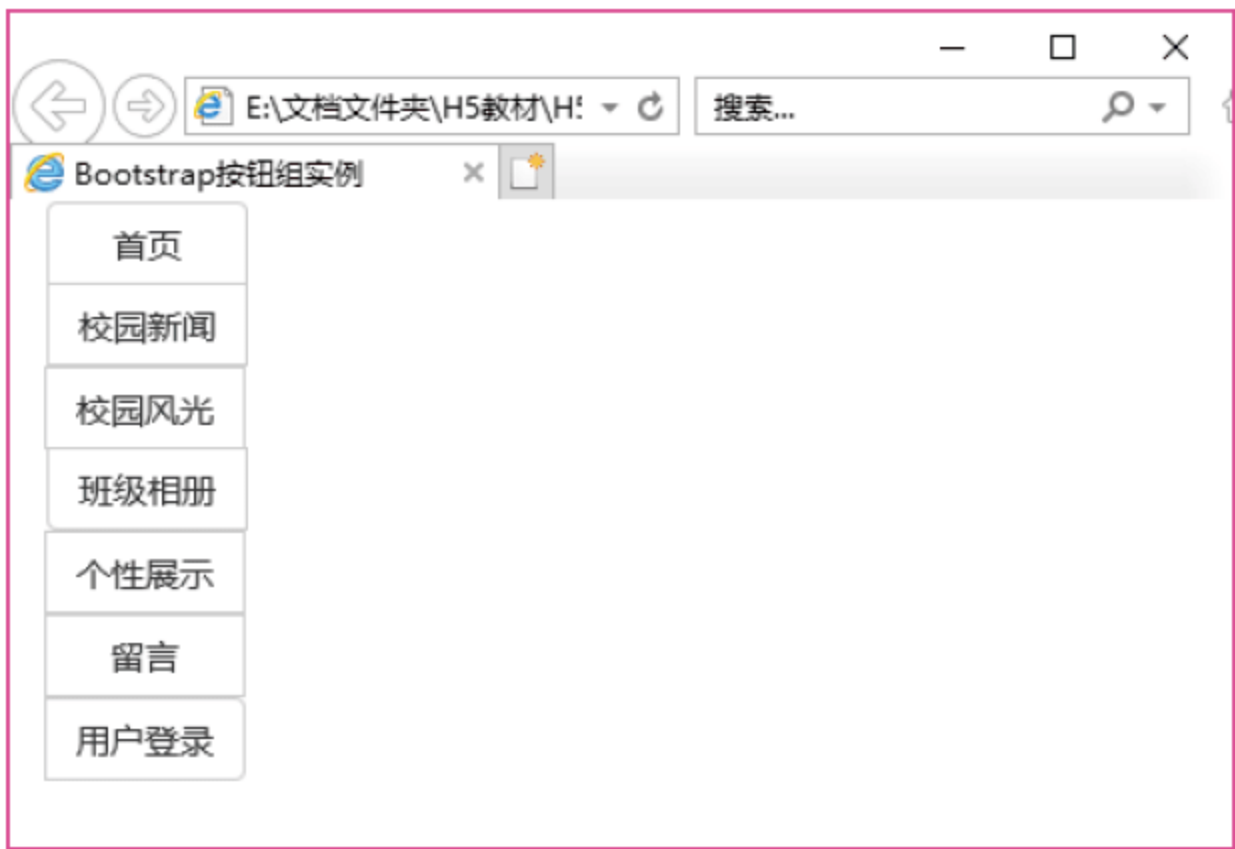 E:\文档文件夹\H5教材\H5
搜索...
Bootstrap按钮组实例
首页
校园新闻
校园风光
班级相册
个性展示
留言
用户登录